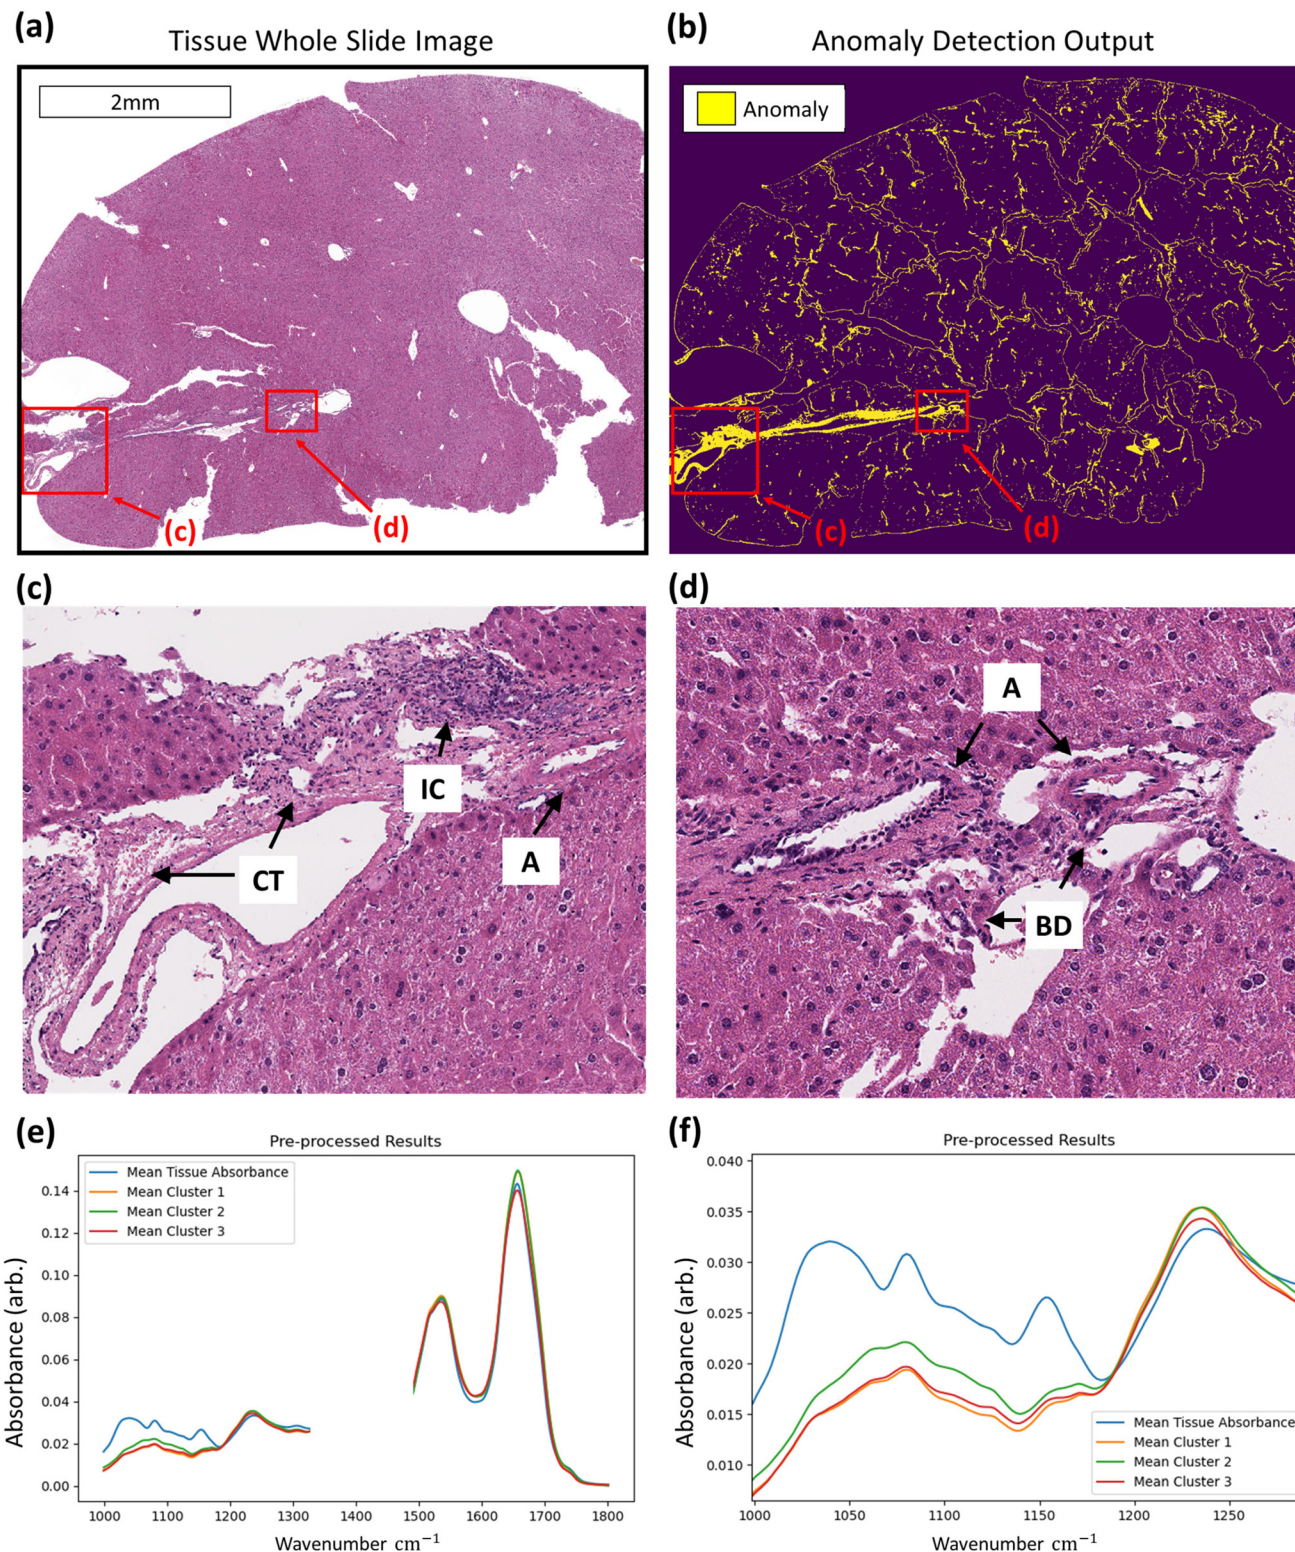 (a)
Tissue Whole Slide Image
2mm
(c)
(d)
(b)
Anomaly Detection Output
Anomaly
(c)
(d)
(c)
IC
A
CT
(d)
A
BD
(e)
Pre-processed Results
Mean Tissue Absorbance
Mean Cluster 1
Mean Cluster 2
Mean Cluster 3
0.14
0.12
0.10
0.08
0.06
0.04
0.02
0.00
Absorbance (arb.)
1000 1100 1200 1300 1400 1500 1600 1700 1800
Wavenumber cm⁻¹
(f)
Pre-processed Results
0.040
0.035
0.030
0.025
0.020
0.015
0.010
Absorbance (arb.)
Mean Tissue Absorbance
Mean Cluster 1
Mean Cluster 2
Mean Cluster 3
1000 1050 1100 1150 1200 1250
Wavenumber cm⁻¹